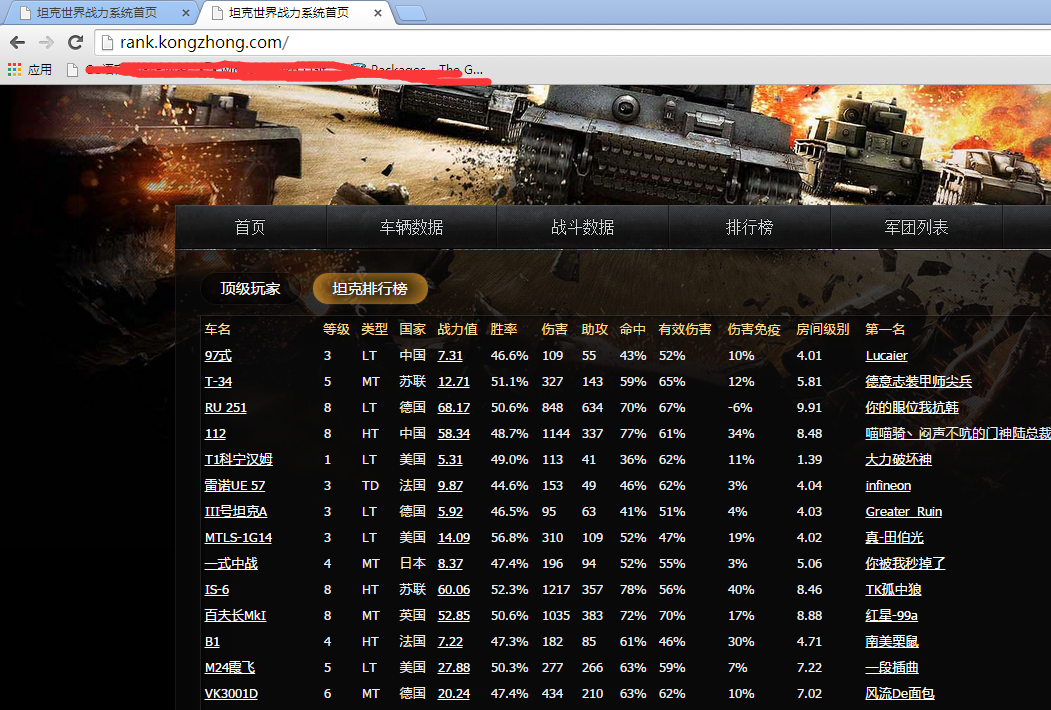 坦克世界战力系统首页 坦克世界战力系统首页
rank.kongzhong.com/
应用 Packages The G...
首页 车辆数据 战斗数据 排行榜 军团列表
顶级玩家 坦克排行榜
车名 等级 类型 国家 战力值 胜率 伤害 助攻 命中 有效伤害 伤害免疫 房间级别 第一名
97式 3 LT 中国 7.31 46.6% 109 55 43% 52% 10% 4.01 Lucaier
T-34 5 MT 苏联 12.71 51.1% 327 143 59% 65% 12% 5.81 德意志装甲师尖兵
RU 251 8 LT 德国 68.17 50.6% 848 634 70% 67% -6% 9.91 你的眼位我抗韩
112 8 HT 中国 58.34 48.7% 1144 337 77% 61% 34% 8.48 喵喵骑丶闷声不吭的门神陆总裁
T1科宁汉姆 1 LT 美国 5.31 49.0% 113 41 36% 62% 11% 1.39 大力破坏神
雷诺UE 57 3 TD 法国 9.87 44.6% 153 49 46% 62% 3% 4.04 infineon
III号坦克A 3 LT 德国 5.92 46.5% 95 63 41% 51% 4% 4.03 Greater_Ruin
MTLS-1G14 3 LT 美国 14.09 56.8% 310 109 52% 47% 19% 4.02 真-田伯光
一式中战 4 MT 日本 8.37 47.4% 196 94 52% 55% 3% 5.06 你被我秒掉了
IS-6 8 HT 苏联 60.06 52.3% 1217 357 78% 56% 40% 8.46 TK孤中狼
百夫长MkI 8 MT 英国 52.85 50.6% 1035 383 72% 70% 17% 8.88 红星-99a
B1 4 HT 法国 7.22 47.3% 182 85 61% 46% 30% 4.71 南美栗鼠
M24霞飞 5 LT 美国 27.88 50.3% 277 266 63% 59% 7% 7.22 一段插曲
VK3001D 6 MT 德国 20.24 47.4% 434 210 63% 62% 10% 7.02 风流De面包